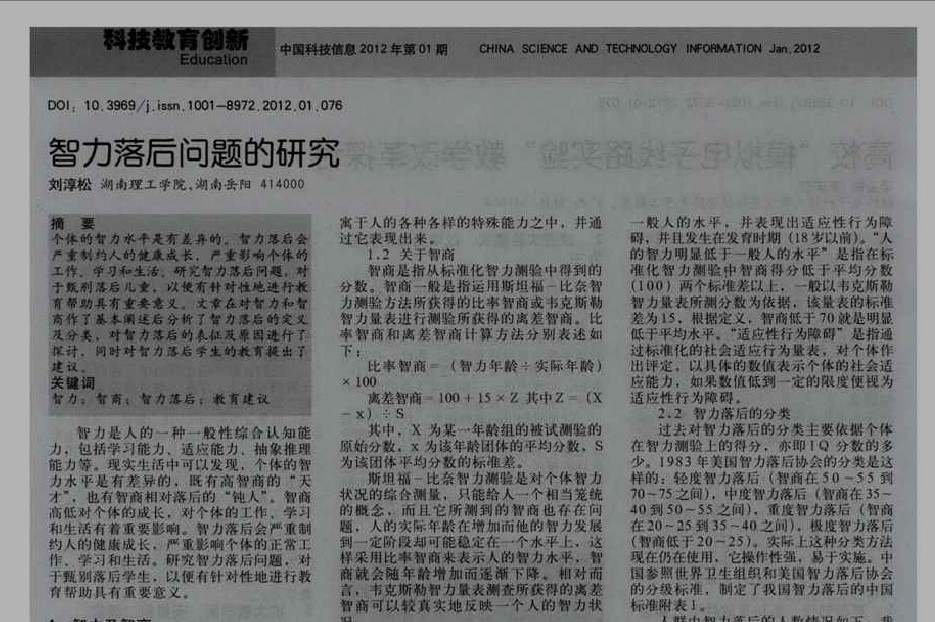 科技教育创新
Education
中国科技信息 2012 年第 01 期 CHINA SCIENCE AND TECHNOLOGY INFORMATION Jan.2012
DOI：10.3969/j.issn.1001-8972.2012.01.076
智力落后问题的研究
刘淳松 湖南理工学院,湖南岳阳 414000
摘 要
个体的智力水平是有差异的。智力落后会
严重制约人的健康成长，严重影响个体的
工作、学习和生活。研究智力落后问题，对
于甄别落后儿童，以便有针对性地进行教
育帮助具有重要意义。文章在对智力和智
商作了基本阐述后分析了智力落后的定义
及分类，对智力落后的表征及原因进行了
探讨，同时对智力落后学生的教育提出了
建议。
关键词
智力；智商；智力落后；教育建议
智力是人的一种一般性综合认知能
力，包括学习能力、适应能力、抽象推理
能力等。现实生活中可以发现，个体的智
力水平是有差异的，既有高智商的“天
才”，也有智商相对落后的“钝人”。智商
高低对个体的成长，对个体的工作、学习
和生活有着重要影响。智力落后会严重制
约人的健康成长，严重影响个体的正常工
作、学习和生活。研究智力落后问题，对
于甄别落后学生，以便有针对性地进行教
育帮助具有重要意义。
寓于人的各种各样的特殊能力之中，并通
过它表现出来。
1.2 关于智商
智商是指从标准化智力测验中得到的
分数。智商一般是指运用斯坦福－比奈智
力测验方法所获得的比率智商或韦克斯勒
智力量表进行测验所获得的离差智商。比
率智商和离差智商计算方法分别表述如
下：
比率智商＝（智力年龄÷实际年龄）
×100
离差智商＝100＋15×Z 其中Z＝（X
－x）÷S
其中，X 为某一年龄组的被试测验的
原始分数，x 为该年龄团体的平均分数，S
为该团体平均分数的标准差。
斯坦福－比奈智力测验是对个体智力
状况的综合测量，只能给人一个相当笼统
的概念，而且它所测到的智商也存在问
题，人的实际年龄在增加而他的智力发展
到一定阶段却可能稳定在一个水平上，这
样采用比率智商来表示人的智力水平，智
商就会随年龄增加而逐渐下降。相对而
言，韦克斯勒智力量表测查所获得的离差
智商可以较真实地反映一个人的智力状
况
一般人的水平，并表现出适应性行为障
碍，并且发生在发育时期（18岁以前）。“人
的智力明显低于一般人的水平”是指在标
准化智力测验中智商得分低于平均分数
(100) 两个标准差以上，一般以韦克斯勒
智力量表所测分数为依据，该量表的标准
差为15，根据定义，智商低于70就是明显
低于平均水平。“适应性行为障碍”是指通
过标准化的社会适应行为量表，对个体作
出评定，以具体的数值表示个体的社会适
应能力，如果数值低到一定的限度便视为
适应性行为障碍。
2.2 智力落后的分类
过去对智力落后的分类主要依据个体
在智力测验上的得分，亦即IQ分数的多
少。1983年美国智力落后协会的分类是这
样的：轻度智力落后（智商在50～55到
70～75之间），中度智力落后（智商在35～
40到50～55之间），重度智力落后（智商
在20～25到35～40之间），极度智力落后
(智商低于20～25)。实际上这种分类方法
现在仍在使用，它操作性强，易于实施。中
国参照世界卫生组织和美国智力落后协会
的分级标准，制定了我国智力落后的中国
标准附表1。